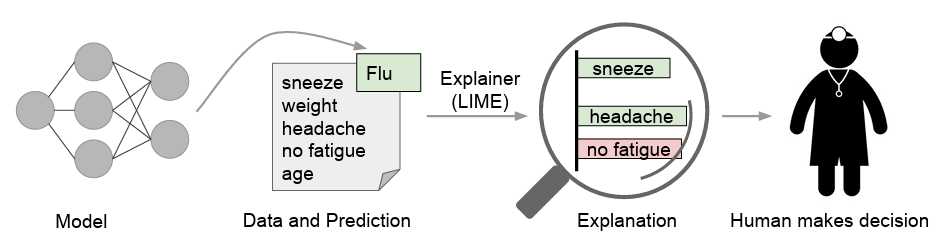 Flu
sneeze
weight
headache
no fatigue
age
Explainer
(LIME)
sneeze
headache
no fatigue
Model
Data and Prediction
Explanation
Human makes decision